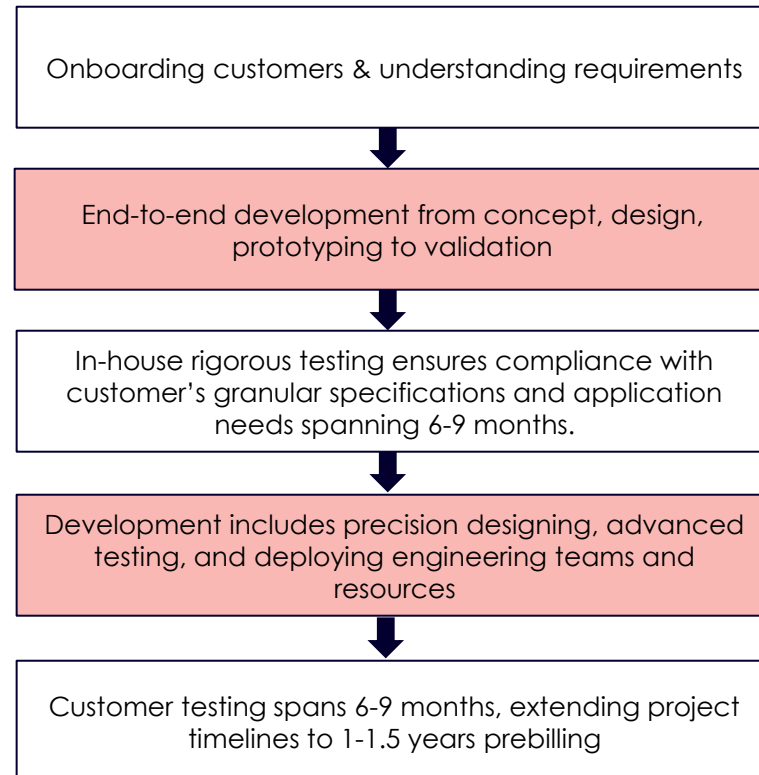 Onboarding customers & understanding requirements
End-to-end development from concept, design,
prototyping to validation
In-house rigorous testing ensures compliance with
customer’s granular specifications and application
needs spanning 6-9 months.
Development includes precision designing, advanced
testing, and deploying engineering teams and
resources
Customer testing spans 6-9 months, extending project
timelines to 1-1.5 years prebilling